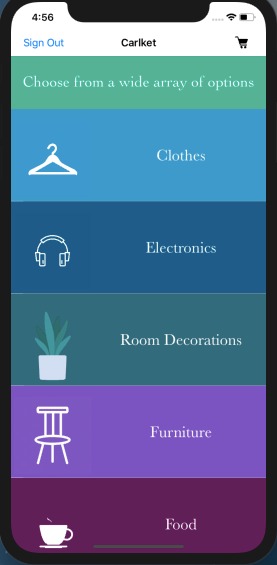 4:56
Sign Out
Carlket
Choose from a wide array of options
Clothes
Electronics
Room Decorations
Furniture
Food